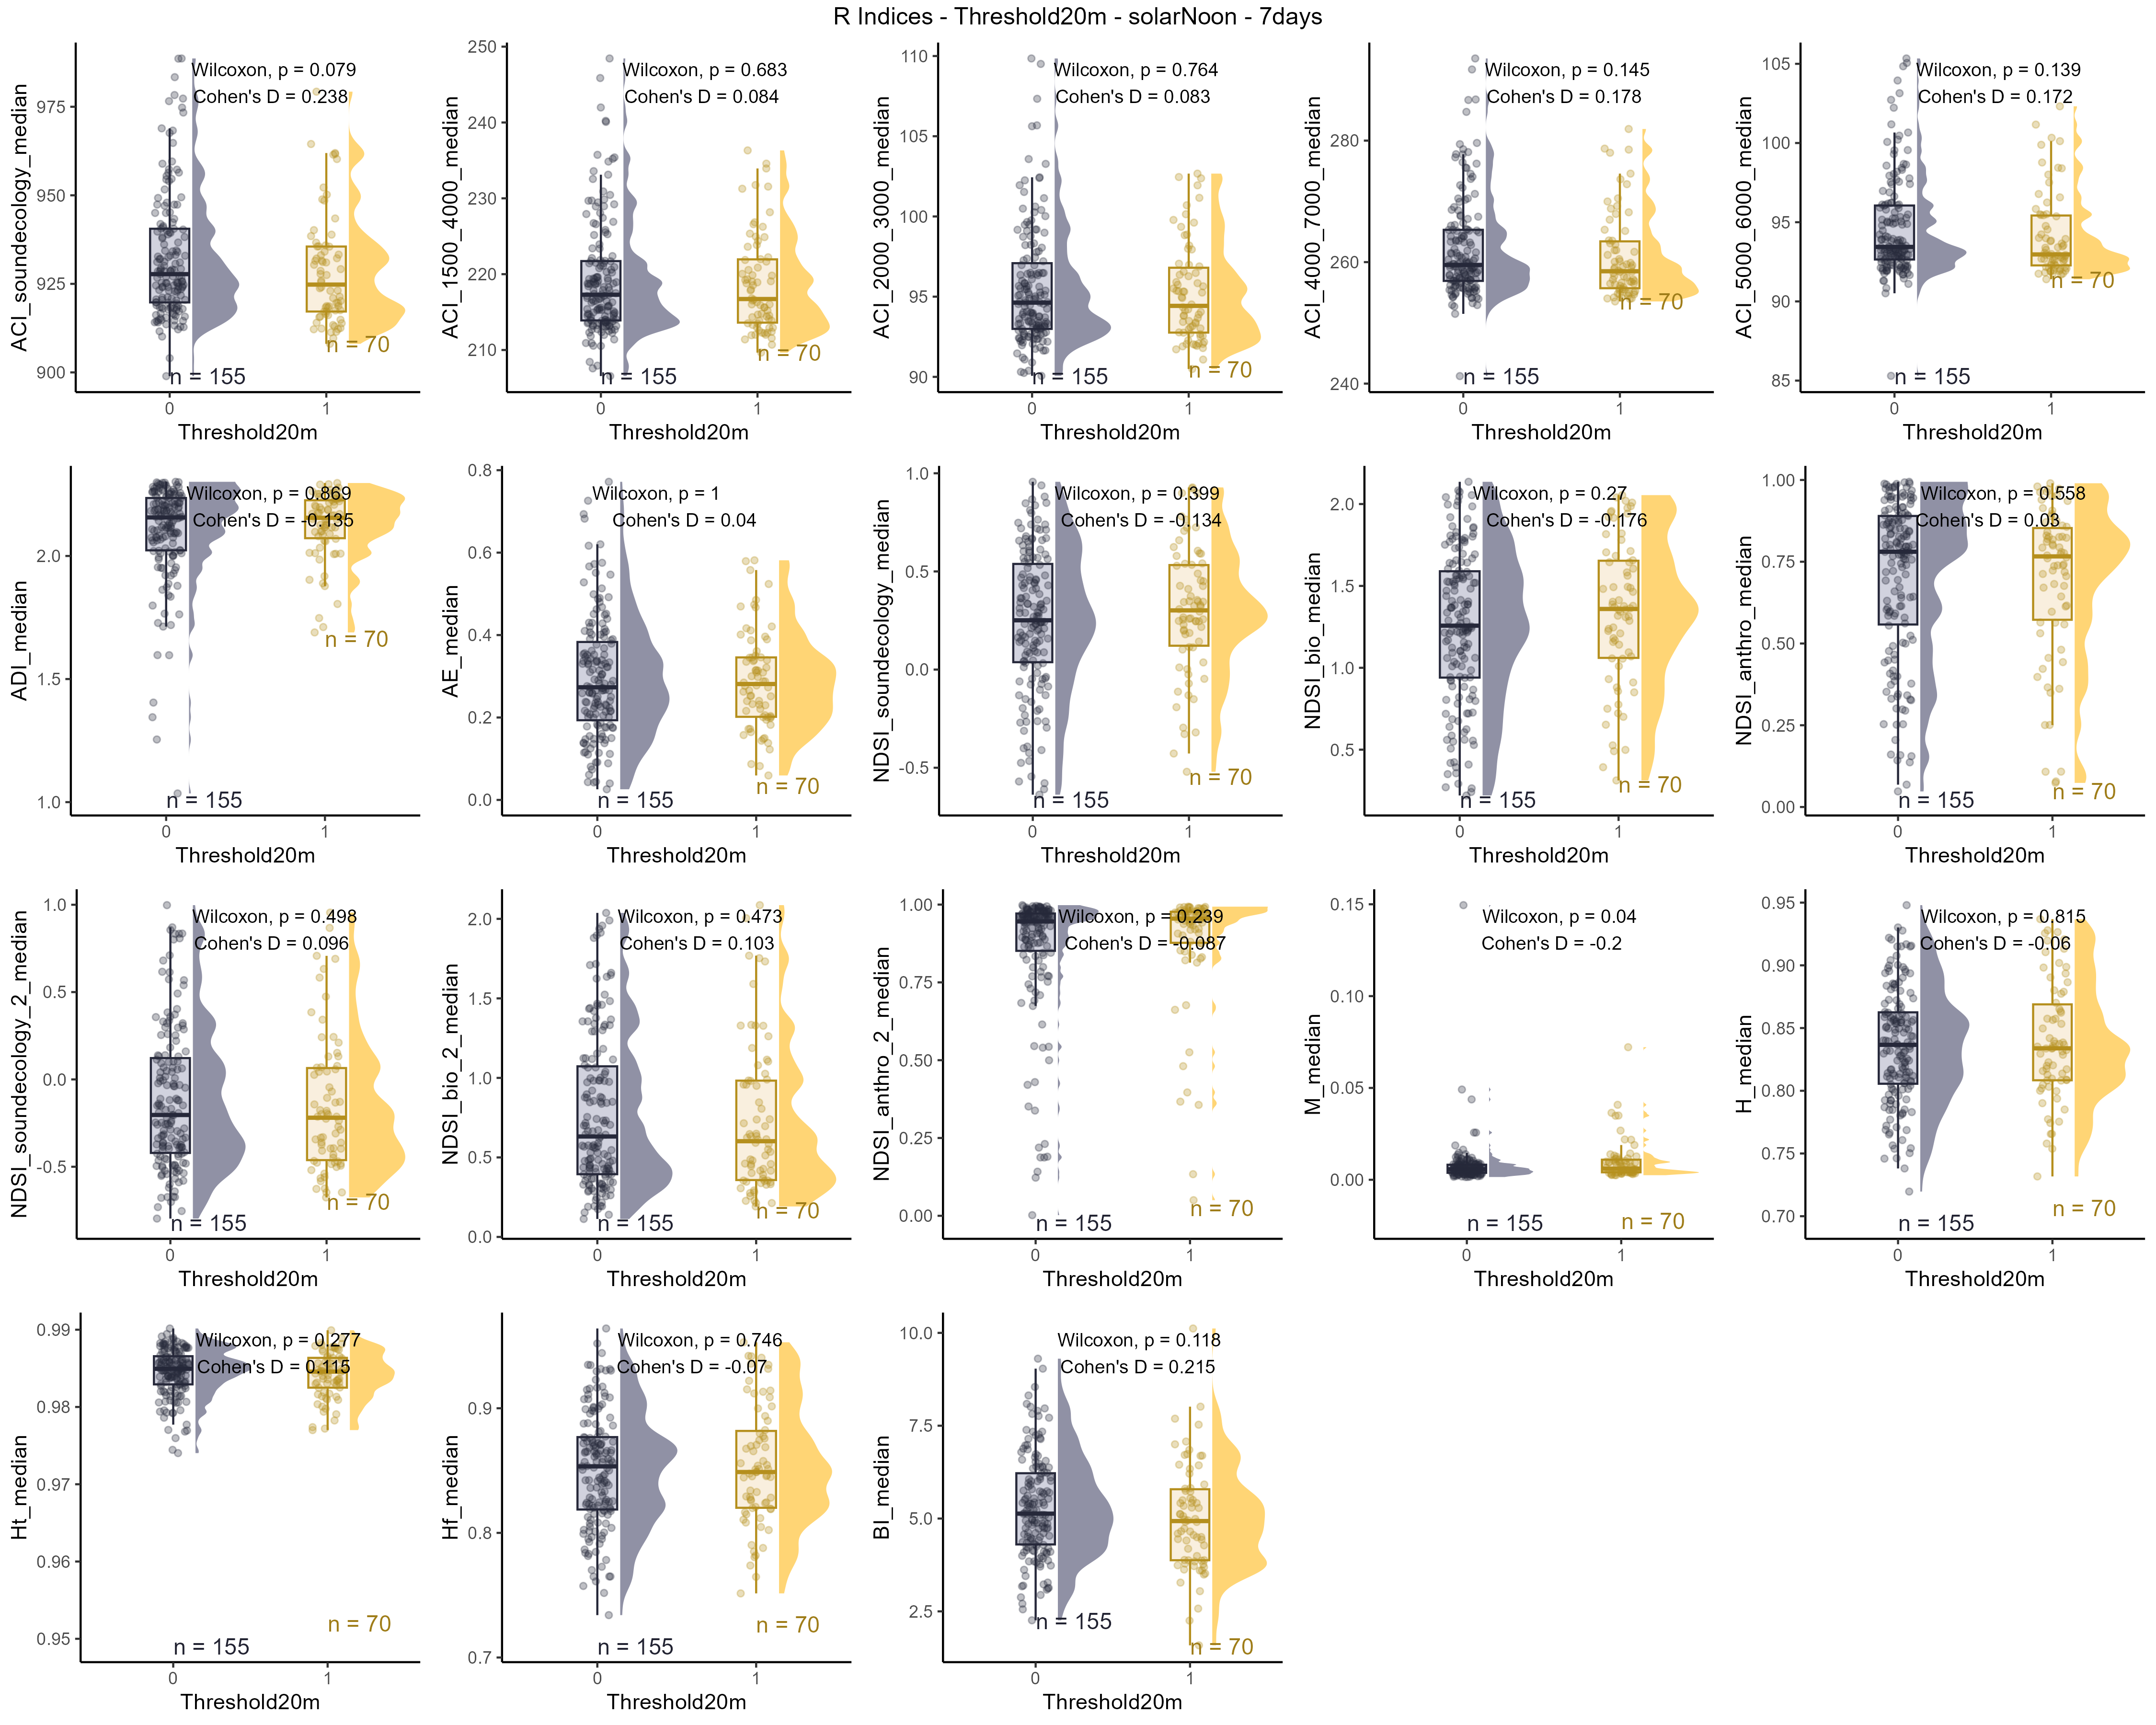 R Indices - Threshold20m - solarNoon - 7days
ACI_soundecology_median
975
950
925
900
Wilcoxon, p = 0.079
Cohen's D = 0.238
n = 155
n = 70
0
1
Threshold20m
ACI_1500_4000_median
250
240
230
220
210
Wilcoxon, p = 0.683
Cohen's D = 0.084
n = 155
n = 70
0
1
Threshold20m
ACI_2000_3000_median
110
105
100
95
90
Wilcoxon, p = 0.764
Cohen's D = 0.083
n = 155
n = 70
0
1
Threshold20m
ACI_4000_7000_median
280
260
240
Wilcoxon, p = 0.145
Cohen's D = 0.178
n = 155
n = 70
0
1
Threshold20m
ACI_5000_6000_median
105
100
95
90
85
Wilcoxon, p = 0.139
Cohen's D = 0.172
n = 155
n = 70
0
1
Threshold20m
ADI_median
2.0
1.5
1.0
Wilcoxon, p = 0.869
Cohen's D = -0.135
n = 155
n = 70
0
1
Threshold20m
AE_median
0.8
0.6
0.4
0.2
0.0
Wilcoxon, p = 1
Cohen's D = 0.04
n = 155
n = 70
0
1
Threshold20m
NDSI_soundecology_median
1.0
0.5
0.0
-0.5
Wilcoxon, p = 0.399
Cohen's D = -0.134
n = 155
n = 70
0
1
Threshold20m
NDSI_bio_median
2.0
1.5
1.0
0.5
Wilcoxon, p = 0.27
Cohen's D = -0.176
n = 155
n = 70
0
1
Threshold20m
NDSI_anthro_median
1.00
0.75
0.50
0.25
0.00
Wilcoxon, p = 0.558
Cohen's D = 0.03
n = 155
n = 70
0
1
Threshold20m
NDSI_soundecology_2_median
1.0
0.5
0.0
-0.5
Wilcoxon, p = 0.498
Cohen's D = 0.096
n = 155
n = 70
0
1
Threshold20m
NDSI_bio_2_median
2.0
1.5
1.0
0.5
0.0
Wilcoxon, p = 0.473
Cohen's D = 0.103
n = 155
n = 70
0
1
Threshold20m
NDSI_anthro_2_median
1.00
0.75
0.50
0.25
0.00
Wilcoxon, p = 0.239
Cohen's D = -0.087
n = 155
n = 70
0
1
Threshold20m
M_median
0.15
0.10
0.05
0.00
Wilcoxon, p = 0.04
Cohen's D = -0.2
n = 155
n = 70
0
1
Threshold20m
H_median
0.95
0.90
0.85
0.80
0.75
0.70
Wilcoxon, p = 0.815
Cohen's D = -0.06
n = 155
n = 70
0
1
Threshold20m
Ht_median
0.99
0.98
0.97
0.96
0.95
Wilcoxon, p = 0.277
Cohen's D = 0.115
n = 155
n = 70
0
1
Threshold20m
Hf_median
0.9
0.8
0.7
Wilcoxon, p = 0.746
Cohen's D = -0.07
n = 155
n = 70
0
1
Threshold20m
BI_median
10.0
7.5
5.0
2.5
Wilcoxon, p = 0.118
Cohen's D = 0.215
n = 155
n = 70
0
1
Threshold20m